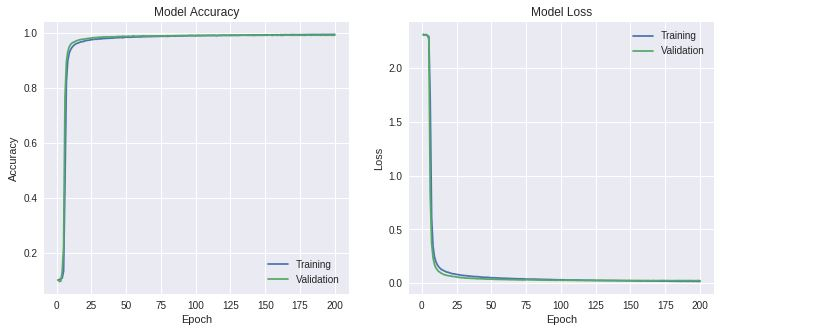 Model Accuracy
1.0
0.8
0.6
0.4
0.2
Accuracy
Training
Validation
0 25 50 75 100 125 150 175 200
Epoch
Model Loss
Training
Validation
2.0
1.5
1.0
0.5
0.0
Loss
0 25 50 75 100 125 150 175 200
Epoch